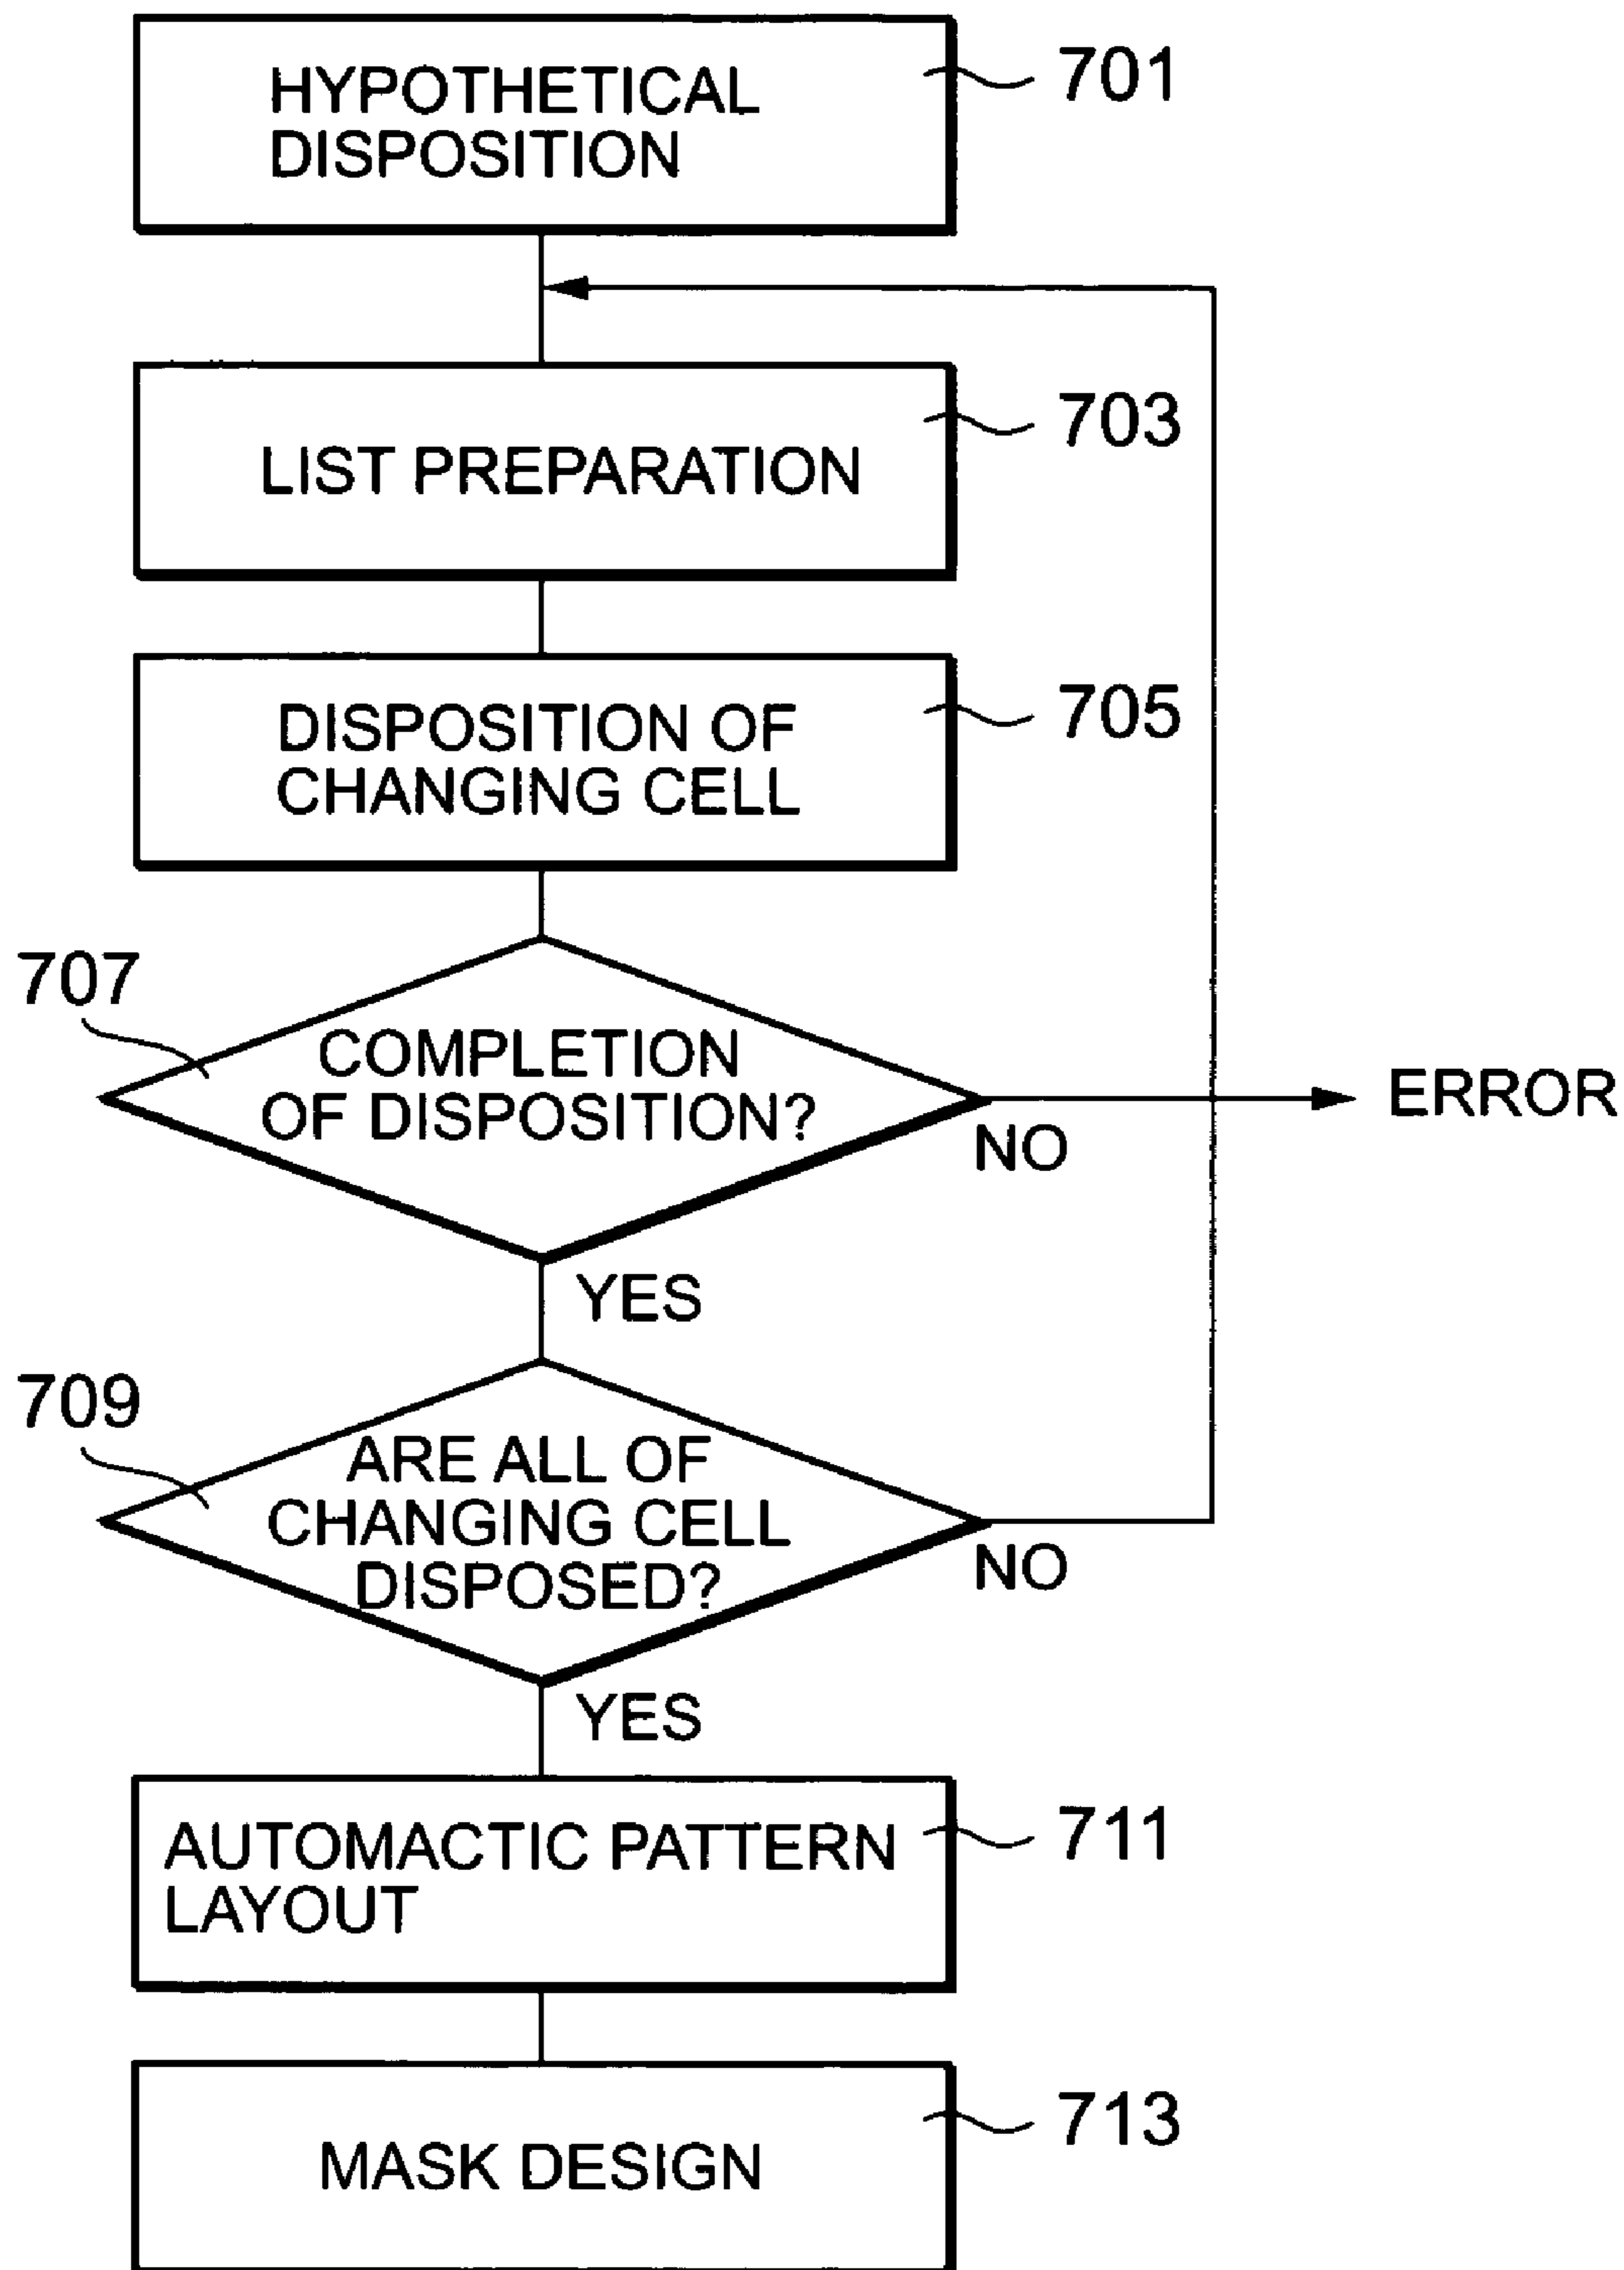 HYPOTHETICAL
DISPOSITION
701
LIST PREPARATION
703
DISPOSITION OF
CHANGING CELL
705
707
COMPLETION
OF DISPOSITION?
NO
ERROR
YES
709
ARE ALL OF
CHANGING CELL
DISPOSED?
NO
YES
AUTOMACTIC PATTERN
LAYOUT
711
MASK DESIGN
713